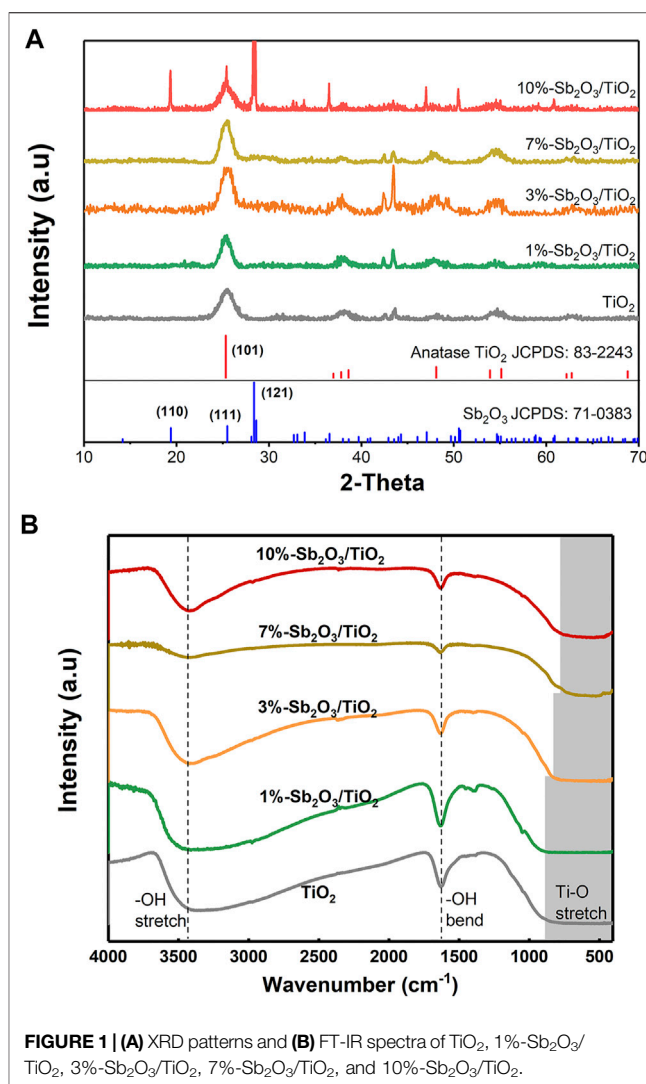 A
Intensity (a.u)
10%-Sb₂O₃/TiO₂
7%-Sb₂O₃/TiO₂
3%-Sb₂O₃/TiO₂
1%-Sb₂O₃/TiO₂
TiO₂
(101)
Anatase TiO₂ JCPDS: 83-2243
(121)
(110)
(111)
Sb₂O₃ JCPDS: 71-0383
10 20 30 40 50 60 70
2-Theta
B
Intensity (a.u)
10%-Sb₂O₃/TiO₂
7%-Sb₂O₃/TiO₂
3%-Sb₂O₃/TiO₂
1%-Sb₂O₃/TiO₂
TiO₂
-OH
stretch
-OH
bend
Ti-O
stretch
4000 3500 3000 2500 2000 1500 1000 500
Wavenumber (cm⁻¹)
FIGURE 1 | (A) XRD patterns and (B) FT-IR spectra of TiO₂, 1%-Sb₂O₃/
TiO₂, 3%-Sb₂O₃/TiO₂, 7%-Sb₂O₃/TiO₂, and 10%-Sb₂O₃/TiO₂.